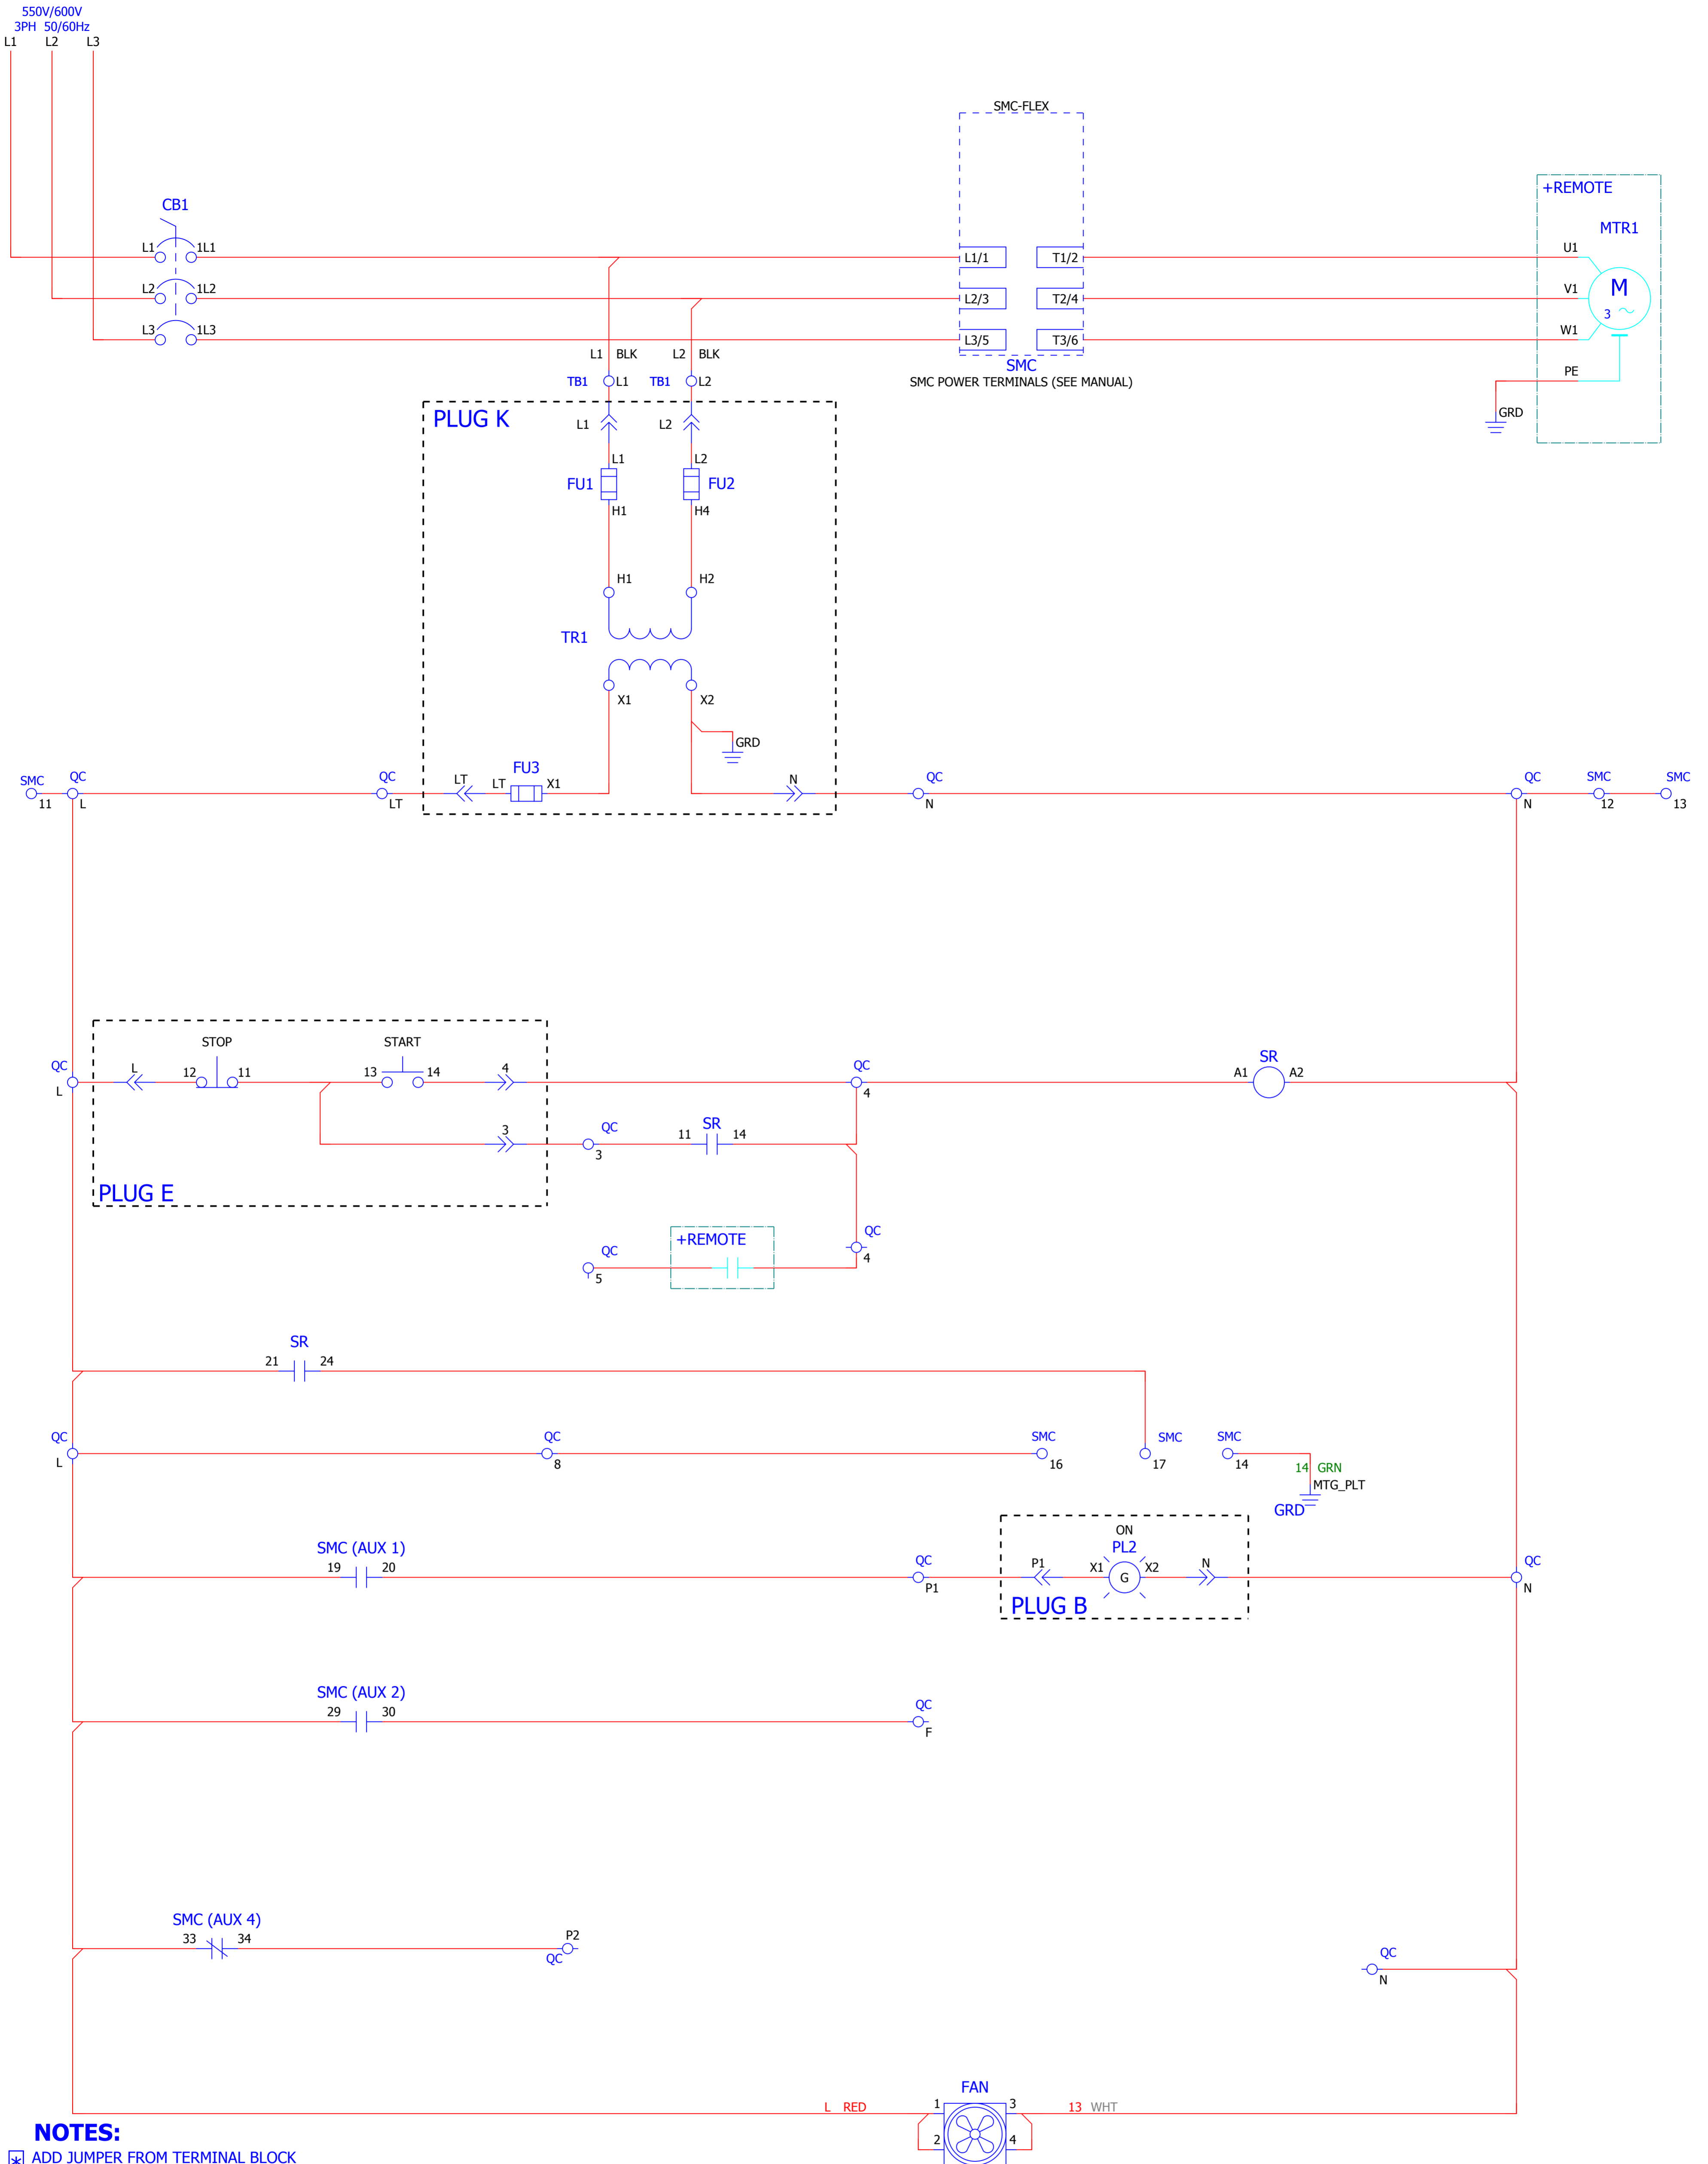 550V/600V
3PH 50/60Hz
L1 L2 L3
SMC-FLEX
+REMOTE
CB1
MTR1
L1 1L1
L1/1 T1/2
U1
L2 1L2
L2/3 T2/4
V1
M
3
L3 1L3
L3/5 T3/6
W1
L1 BLK L2 BLK
SMC
PE
TB1 L1 TB1 L2
SMC POWER TERMINALS (SEE MANUAL)
GRD
PLUG K
L1 L2
L1 L2
FU1 FU2
H1 H4
H1 H2
TR1
X1 X2
GRD
SMC QC QC LT LT FU3 X1 N QC QC SMC SMC
11 L LT N N 12 13
STOP START
QC L 12 11 13 14 4 QC A1 SR A2
L 4
3 QC 11 SR 14
3
PLUG E
QC +REMOTE QC
5 4
SR
21 24
QC QC SMC SMC SMC
L 8 16 17 14
14 GRN
MTG_PLT
GRD
ON
SMC (AUX 1) PL2
19 20 QC P1 X1 G X2 N QC
P1 N
PLUG B
SMC (AUX 2)
29 30 QC
F
SMC (AUX 4)
33 34 P2
QC
QC
N
FAN
L RED 1 3 13 WHT
2 4
NOTES:
* ADD JUMPER FROM TERMINAL BLOCK